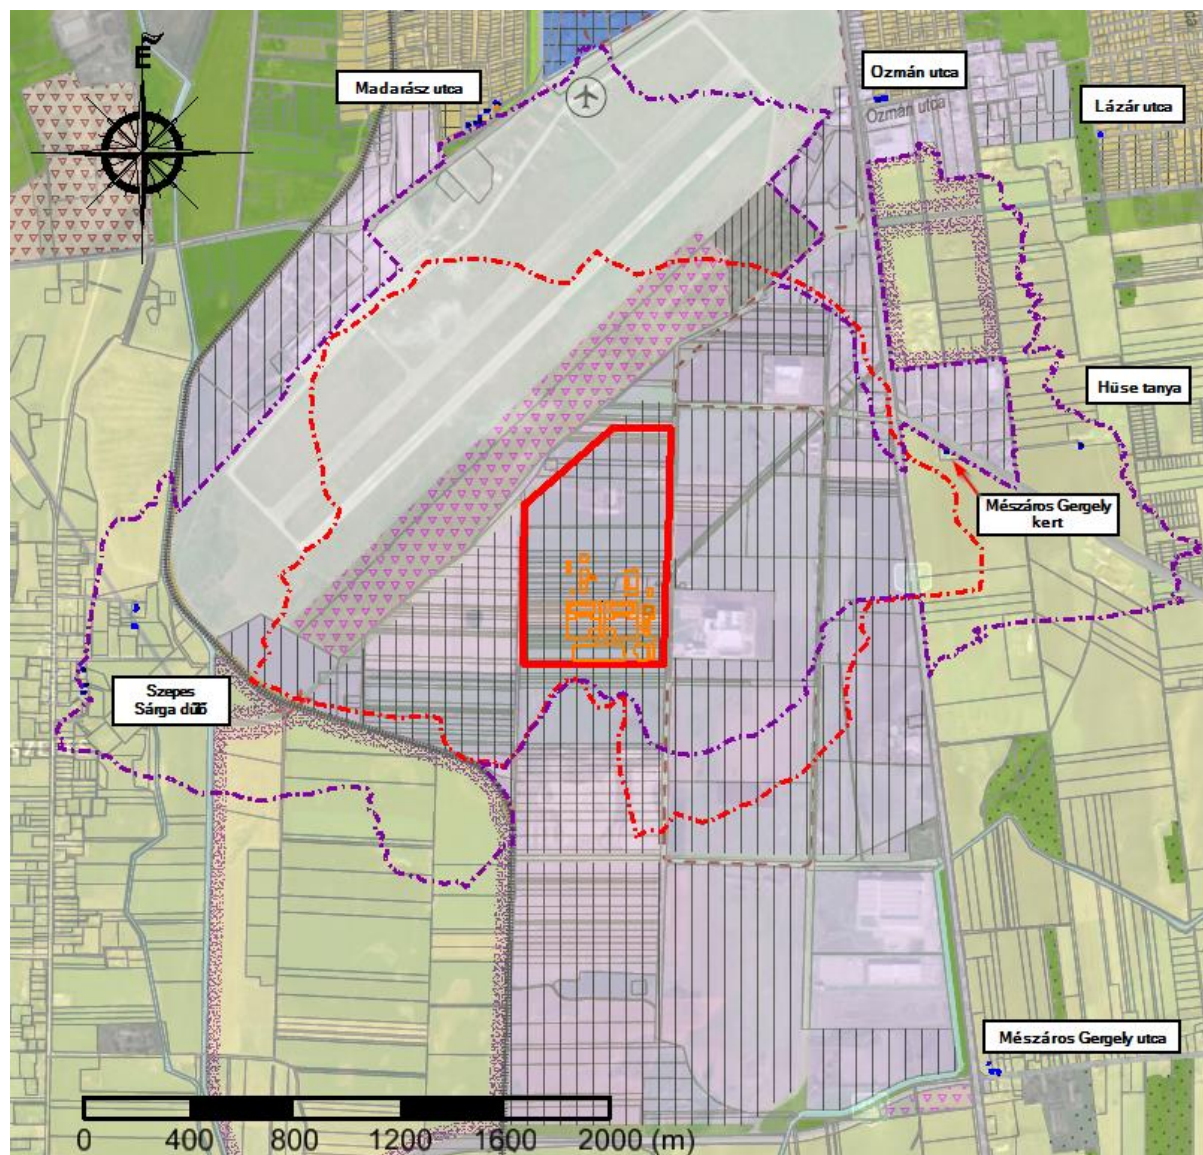 É
Madarász utca
Ozmán utca
Ozmán utca
Lázár utca
Hüse tanya
Mészáros Gergely
kert
Szepes
Sárga dűlő
Mészáros Gergely utca
0 400 800 1200 1600 2000 (m)